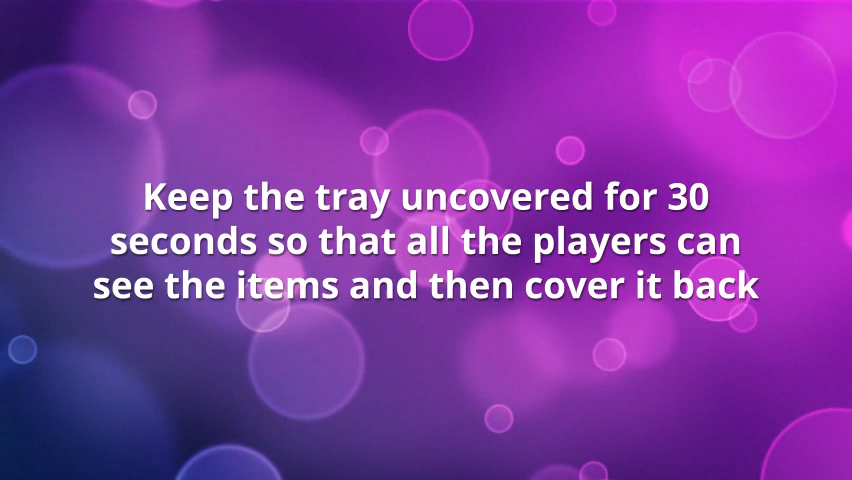 Keep the tray uncovered for 30
seconds so that all the players can
see the items and then cover it back